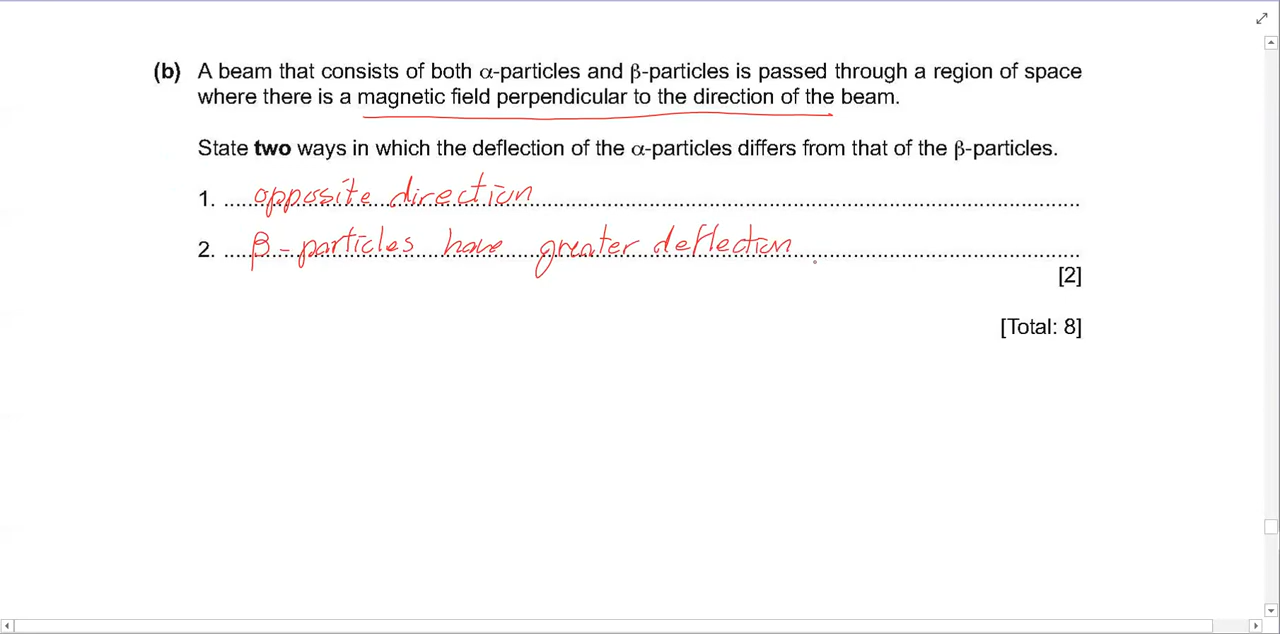 (b) A beam that consists of both α-particles and β-particles is passed through a region of space
where there is a magnetic field perpendicular to the direction of the beam.
State two ways in which the deflection of the α-particles differs from that of the β-particles.
1. opposite direction
2. β-particles have greater deflection
[2]
[Total: 8]